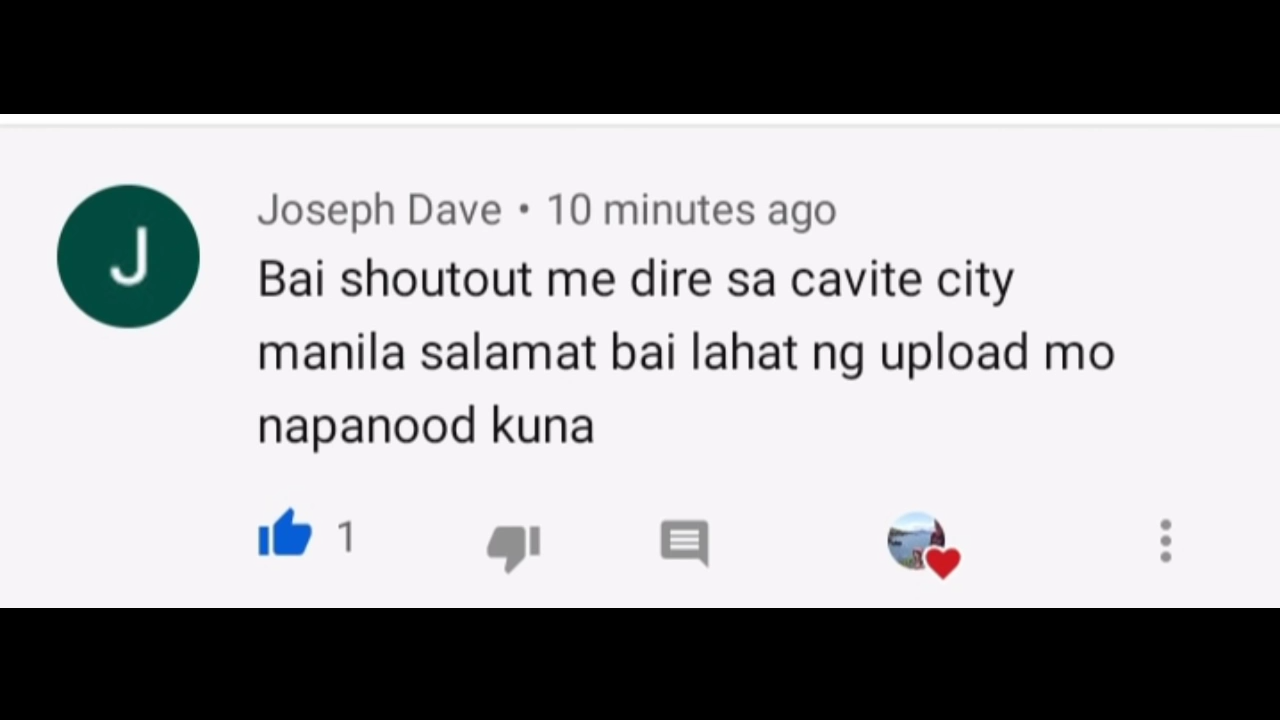 J
Joseph Dave • 10 minutes ago
Bai shoutout me dire sa cavite city
manila salamat bai lahat ng upload mo
napanood kuna
1